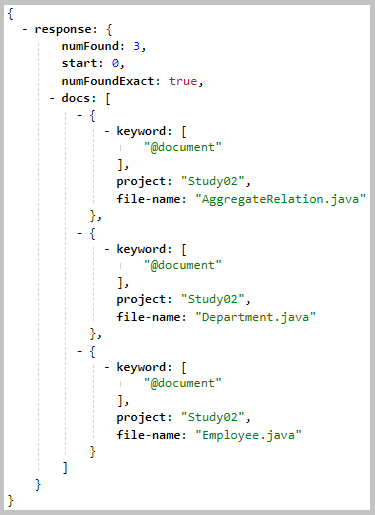 {
- response: {
numFound: 3,
start: 0,
numFoundExact: true,
- docs: [
- {
- keyword: [
"@document"
],
project: "Study02",
file-name: "AggregateRelation.java"
},
- {
- keyword: [
"@document"
],
project: "Study02",
file-name: "Department.java"
},
- {
- keyword: [
"@document"
],
project: "Study02",
file-name: "Employee.java"
}
]
}
}